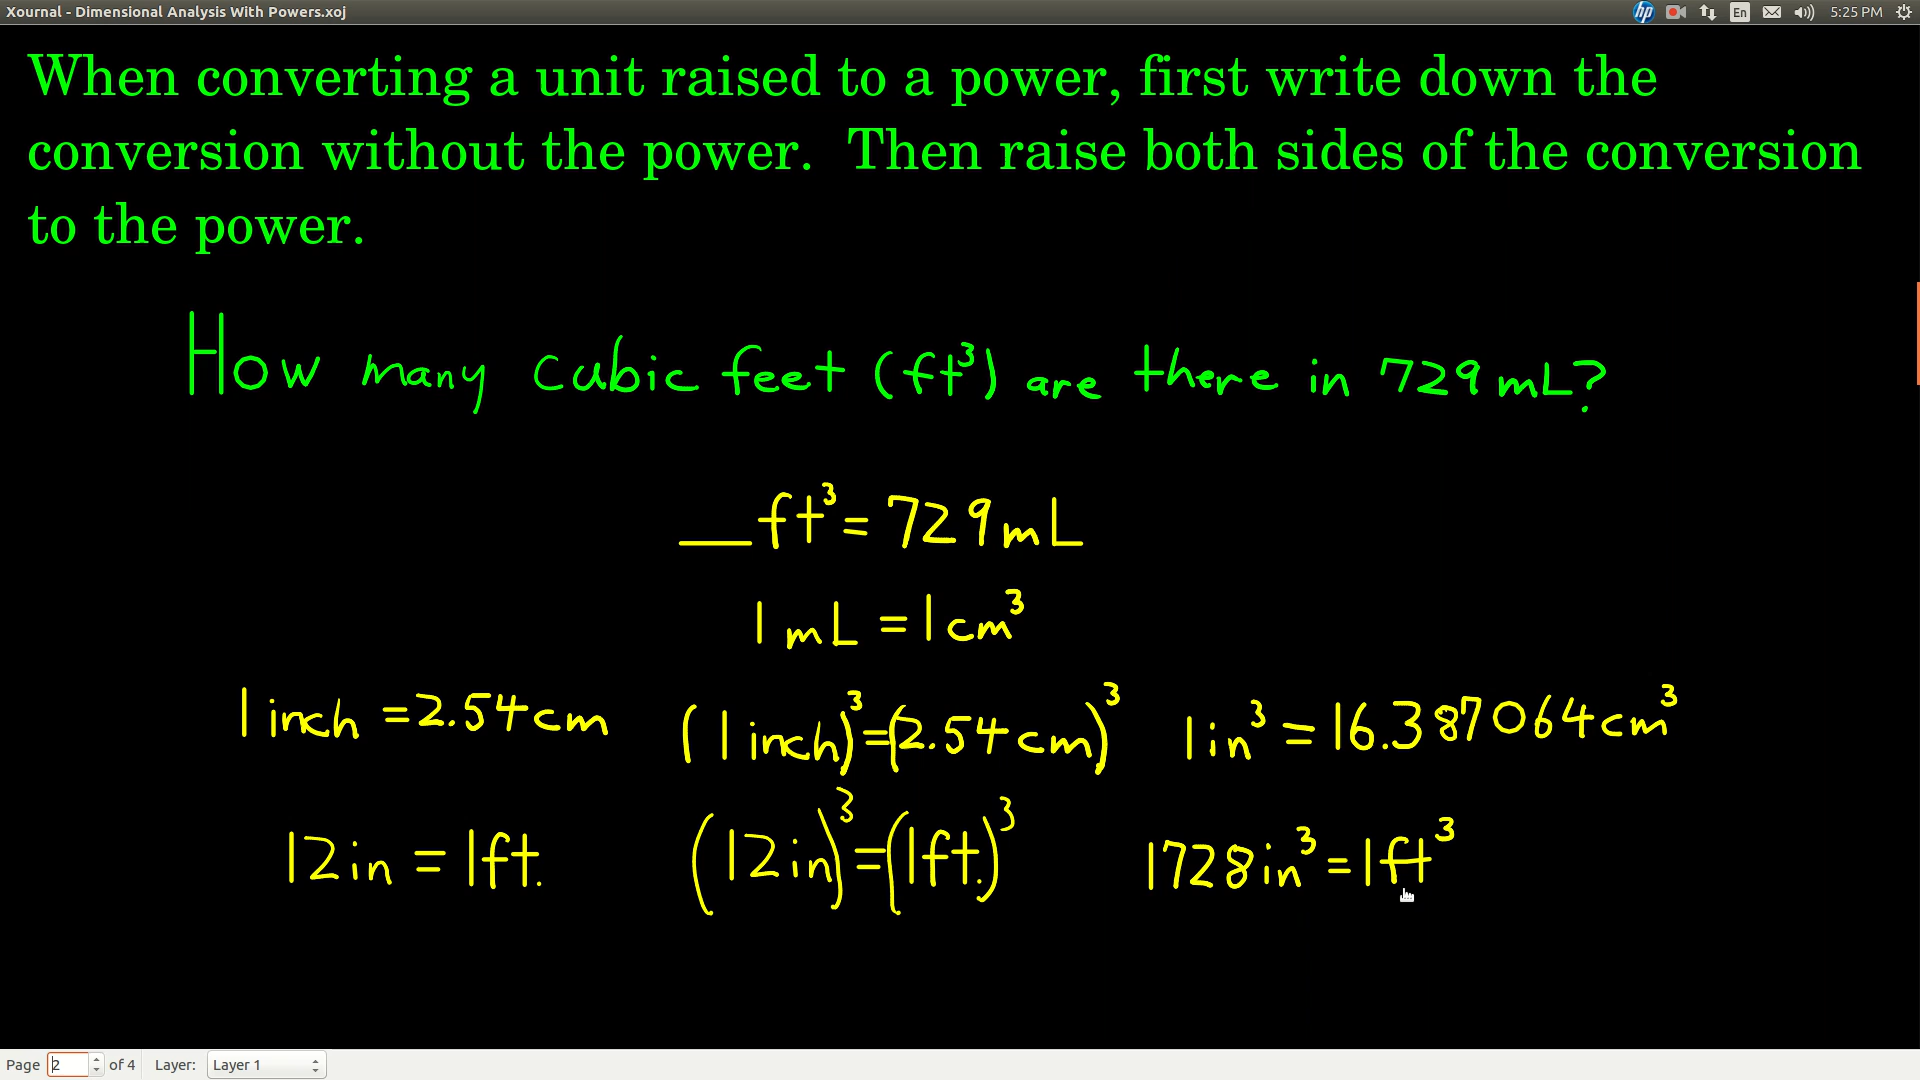 Xournal - Dimensional Analysis With Powers.xoj
hp En 5:25 PM
When converting a unit raised to a power, first write down the
conversion without the power. Then raise both sides of the conversion
to the power.
How many cubic feet (ft³) are there in 729 mL?
__ ft³ = 729 mL
1 mL = 1 cm³
1 inch = 2.54 cm (1 inch)³ = (2.54 cm)³ 1 in³ = 16.387064 cm³
12 in = 1 ft. (12 in)³ = (1 ft.)³ 1728 in³ = 1 ft³
Page 2 of 4 Layer: Layer 1